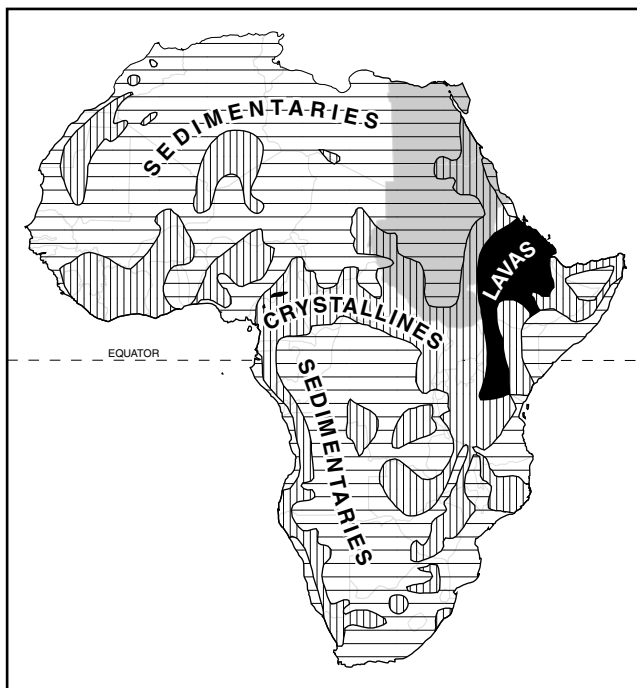 SEDIMENTARIES
LAVAS
CRYSTALLINES
EQUATOR
SEDIMENTARIES